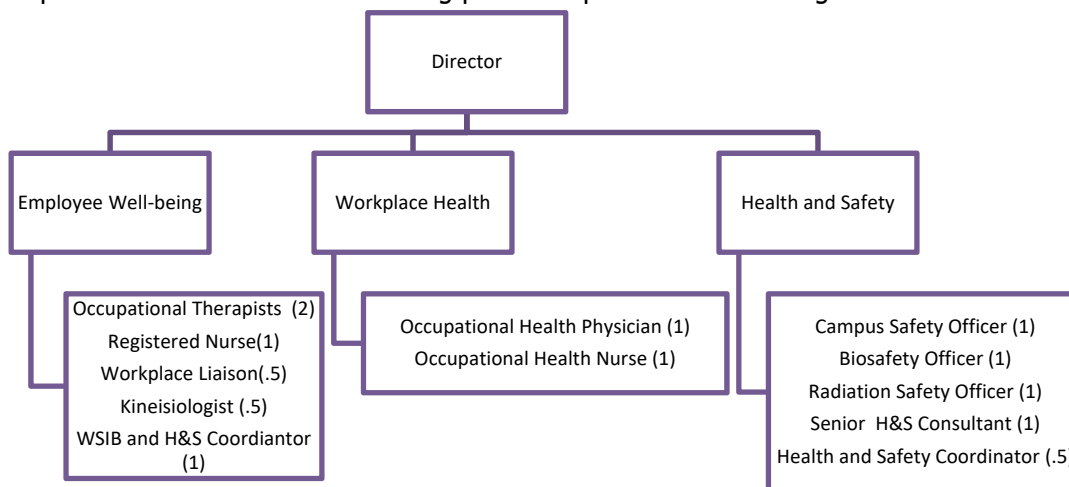 Director
Employee Well-being
Workplace Health
Health and Safety
Occupational Therapists (2)
Registered Nurse(1)
Workplace Liaison(.5)
Kineisiologist (.5)
WSIB and H&S Coordiantor
(1)
Occupational Health Physician (1)
Occupational Health Nurse (1)
Campus Safety Officer (1)
Biosafety Officer (1)
Radiation Safety Officer (1)
Senior H&S Consultant (1)
Health and Safety Coordinator (.5)